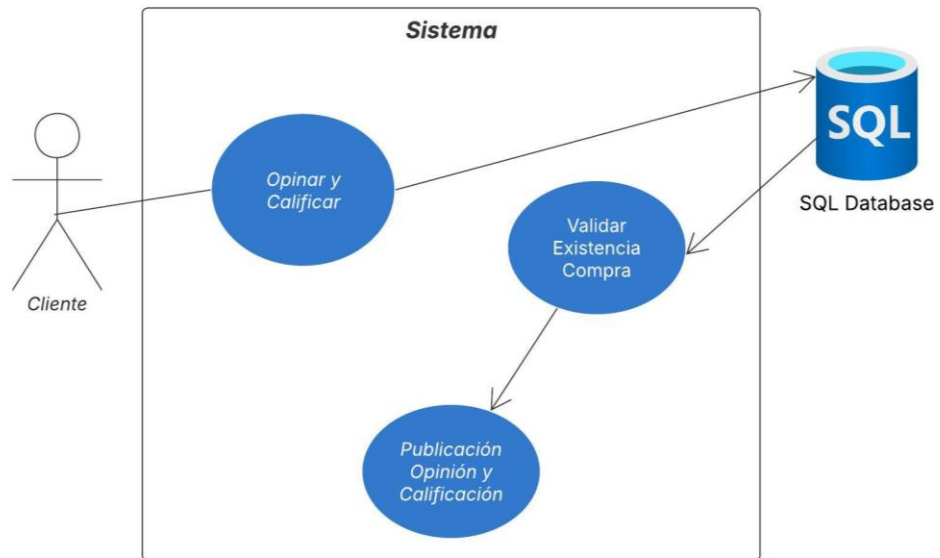 Sistema
Opinar y
Calificar
SQL
SQL Database
Validar
Existencia
Compra
Cliente
Publicación
Opinión y
Calificación